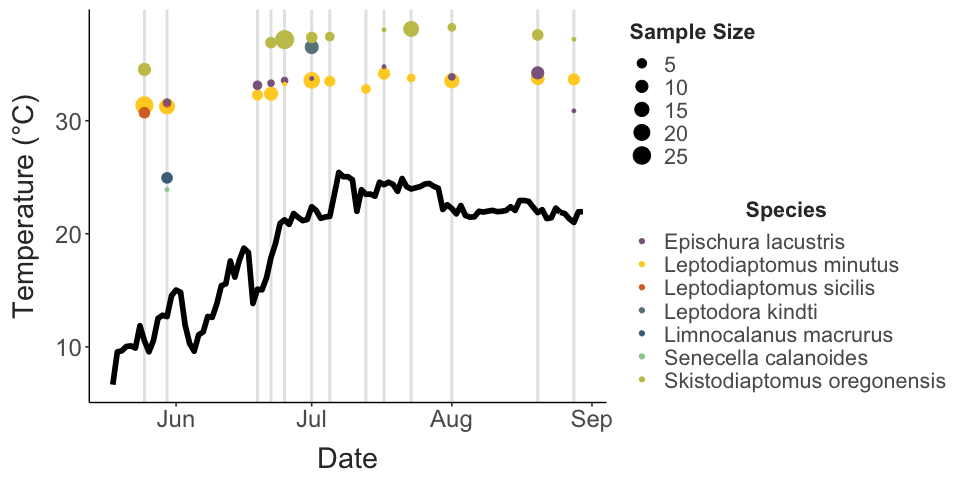 Temperature (°C)
30
20
10
Jun
Jul
Aug
Sep
Date
Sample Size
5
10
15
20
25
Species
Epischura lacustris
Leptodiaptomus minutus
Leptodiaptomus sicilis
Leptodora kindti
Limnocalanus macrurus
Senecella calanoides
Skistodiaptomus oregonensis